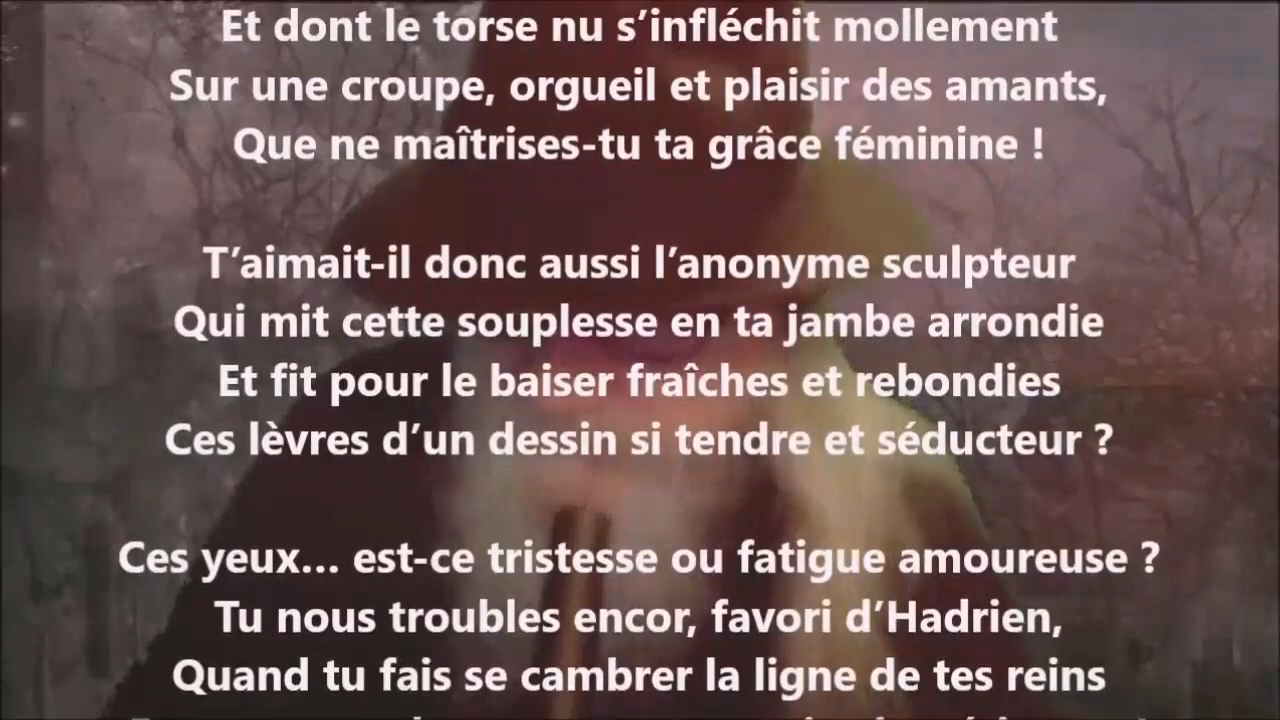 Et dont le torse nu s’infléchit mollement
Sur une croupe, orgueil et plaisir des amants,
Que ne maîtrises-tu ta grâce féminine !
T’aimait-il donc aussi l’anonyme sculpteur
Qui mit cette souplesse en ta jambe arrondie
Et fit pour le baiser fraîches et rebondies
Ces lèvres d’un dessin si tendre et séducteur ?
Ces yeux… est-ce tristesse ou fatigue amoureuse ?
Tu nous troubles encor, favori d’Hadrien,
Quand tu fais se cambrer la ligne de tes reins